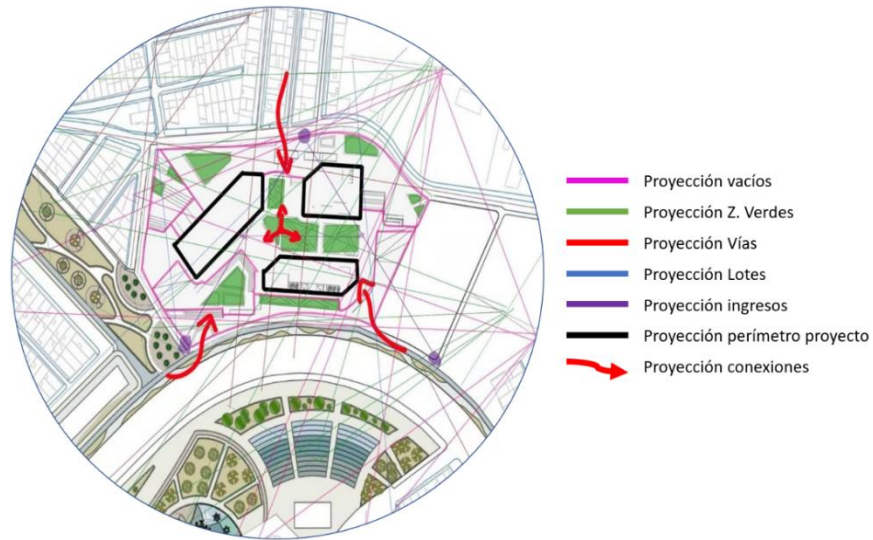 Proyección vacíos
Proyección Z. Verdes
Proyección Vías
Proyección Lotes
Proyección ingresos
Proyección perímetro proyecto
Proyección conexiones